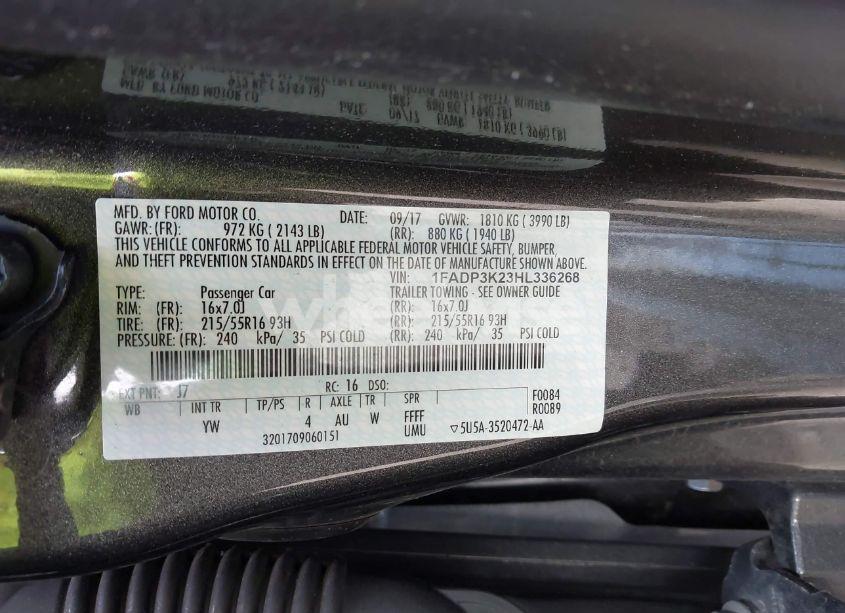 MFD. BY FORD MOTOR CO. DATE: 09/17 GVWR: 1810 KG ( 3990 LB)
GAWR: (FR): 972 KG ( 2143 LB) (RR): 880 KG ( 1940 LB)
THIS VEHICLE CONFORMS TO ALL APPLICABLE FEDERAL MOTOR VEHICLE SAFETY, BUMPER,
AND THEFT PREVENTION STANDARDS IN EFFECT ON THE DATE OF MANUFACTURE SHOWN ABOVE.
VIN: 1FADP3K23HL336268
TYPE: Passenger Car TRAILER TOWING - SEE OWNER GUIDE
RIM: (FR): 16x7.0J (RR): 16x7.0J
TIRE: (FR): 215/55R16 93H (RR): 215/55R16 93H
PRESSURE: (FR): 240 kPa/ 35 PSI COLD (RR): 240 kPa/ 35 PSI COLD
EXT PNT: J7 RC: 16 DSO: F0084
WB INT TR TP/PS R AXLE TR SPR R0089
YW 4 AU W FFFF
3201709060151 UMU ▽5U5A-3520472-AA